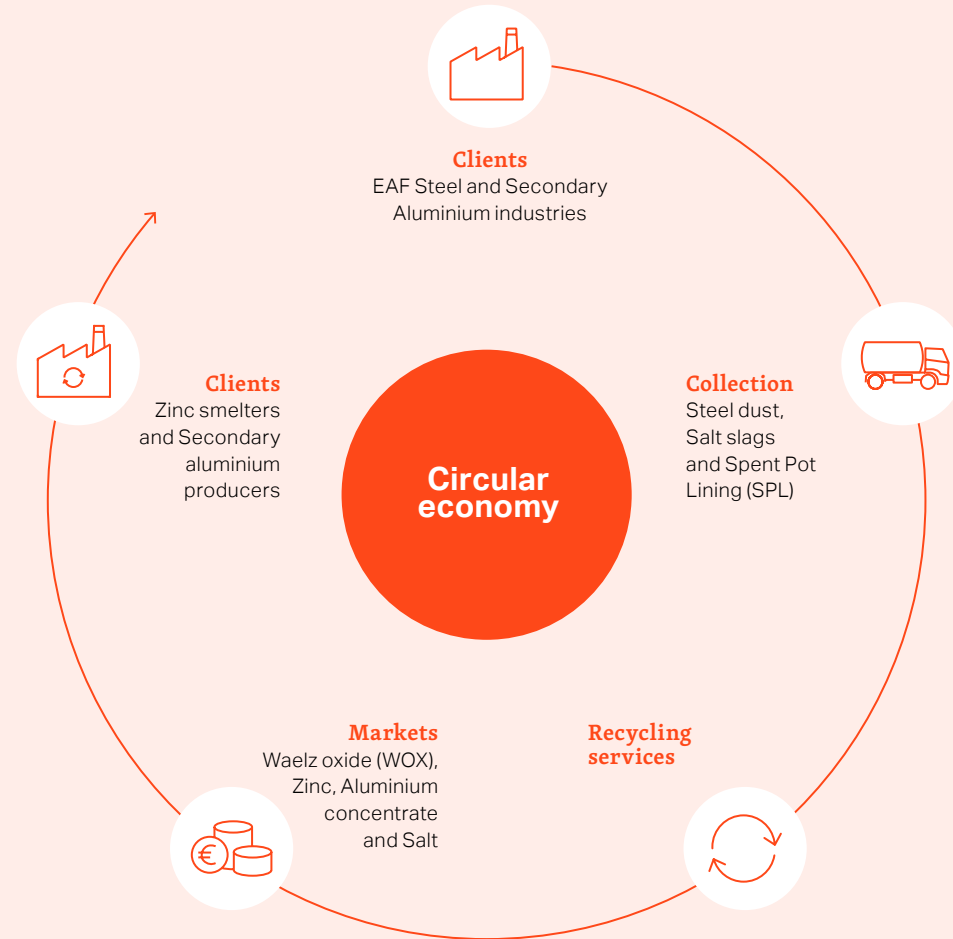 Clients
EAF Steel and Secondary
Aluminium industries
Collection
Steel dust,
Salt slags
and Spent Pot
Lining (SPL)
Recycling
services
Markets
Waelz oxide (WOX),
Zinc, Aluminium
concentrate
and Salt
€
Clients
Zinc smelters
and Secondary
aluminium
producers
Circular
economy